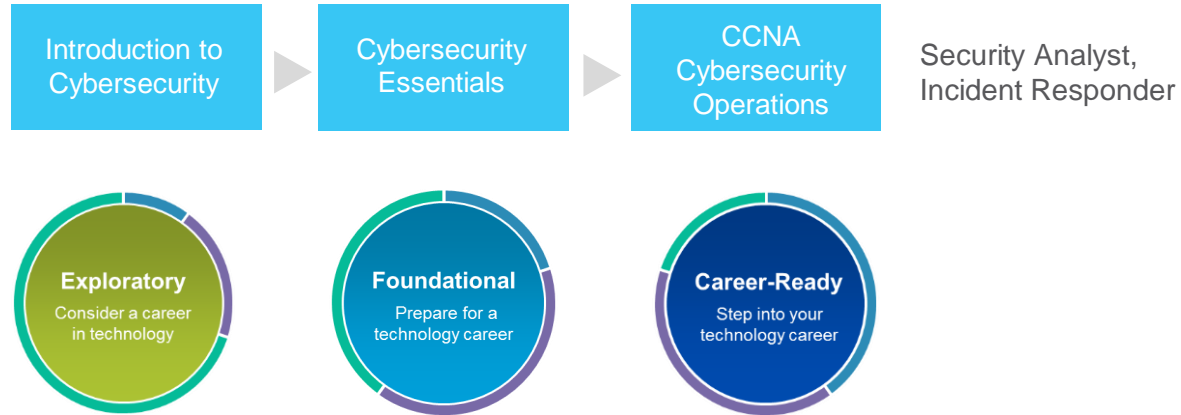 Introduction to
Cybersecurity
Cybersecurity
Essentials
CCNA
Cybersecurity
Operations
Security Analyst,
Incident Responder
Exploratory
Consider a career
in technology
Foundational
Prepare for a
technology career
Career-Ready
Step into your
technology career